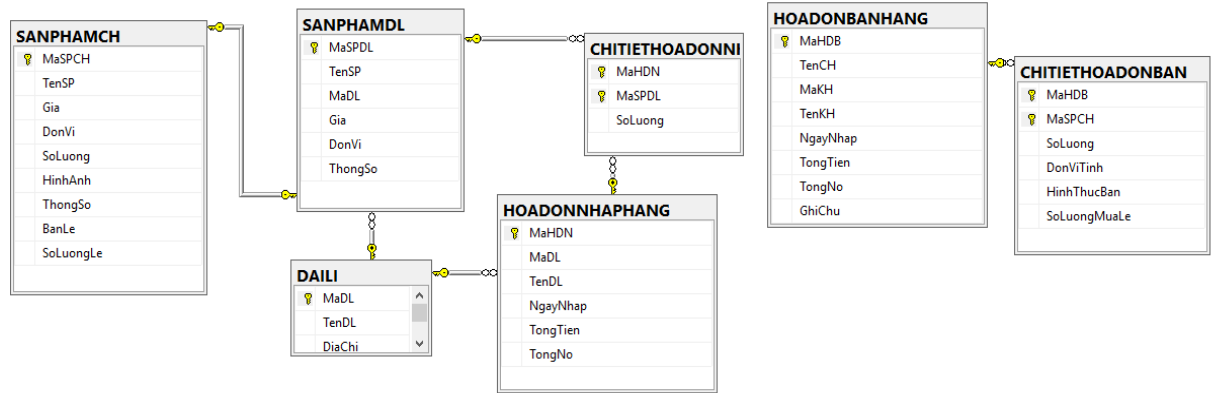 SANPHAMCH
MaSPCH
TenSP
Gia
DonVi
SoLuong
HinhAnh
ThongSo
BanLe
SoLuongLe
SANPHAMDL
MaSPDL
TenSP
MaDL
Gia
DonVi
ThongSo
CHITIETHOADONNI
MaHDN
MaSPDL
SoLuong
DAILI
MaDL
TenDL
DiaChi
HOADONNHAPHANG
MaHDN
MaDL
TenDL
NgayNhap
TongTien
TongNo
HOADONBANHANG
MaHDB
TenCH
MaKH
TenKH
NgayNhap
TongTien
TongNo
GhiChu
CHITIETHOADONBAN
MaHDB
MaSPCH
SoLuong
DonViTinh
HinhThucBan
SoLuongMuaLe